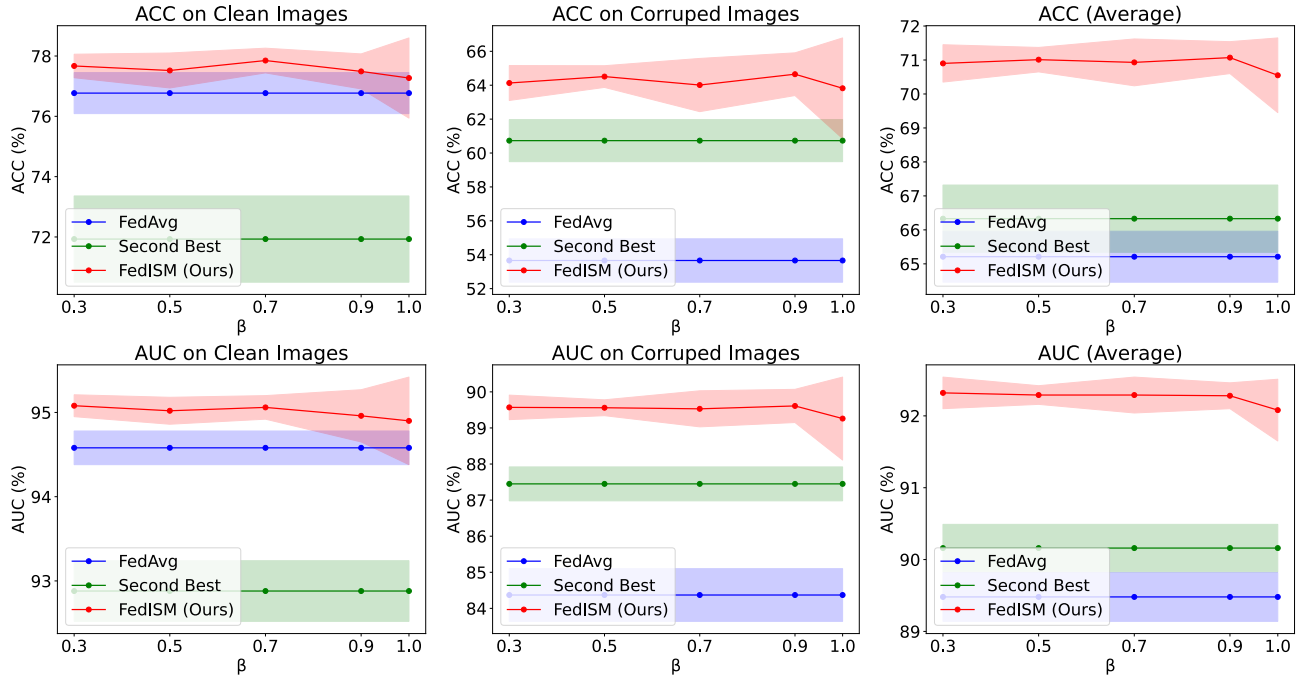 ACC on Clean Images
ACC (%)
78
76
74
72
FedAvg
Second Best
FedISM (Ours)
0.3 0.5 0.7 0.9 1.0
β
ACC on Corruped Images
ACC (%)
66
64
62
60
58
56
54
52
FedAvg
Second Best
FedISM (Ours)
0.3 0.5 0.7 0.9 1.0
β
ACC (Average)
ACC (%)
72
71
70
69
68
67
66
65
FedAvg
Second Best
FedISM (Ours)
0.3 0.5 0.7 0.9 1.0
β
AUC on Clean Images
AUC (%)
95
94
93
FedAvg
Second Best
FedISM (Ours)
0.3 0.5 0.7 0.9 1.0
β
AUC on Corruped Images
AUC (%)
90
89
88
87
86
85
84
FedAvg
Second Best
FedISM (Ours)
0.3 0.5 0.7 0.9 1.0
β
AUC (Average)
AUC (%)
92
91
90
89
FedAvg
Second Best
FedISM (Ours)
0.3 0.5 0.7 0.9 1.0
β